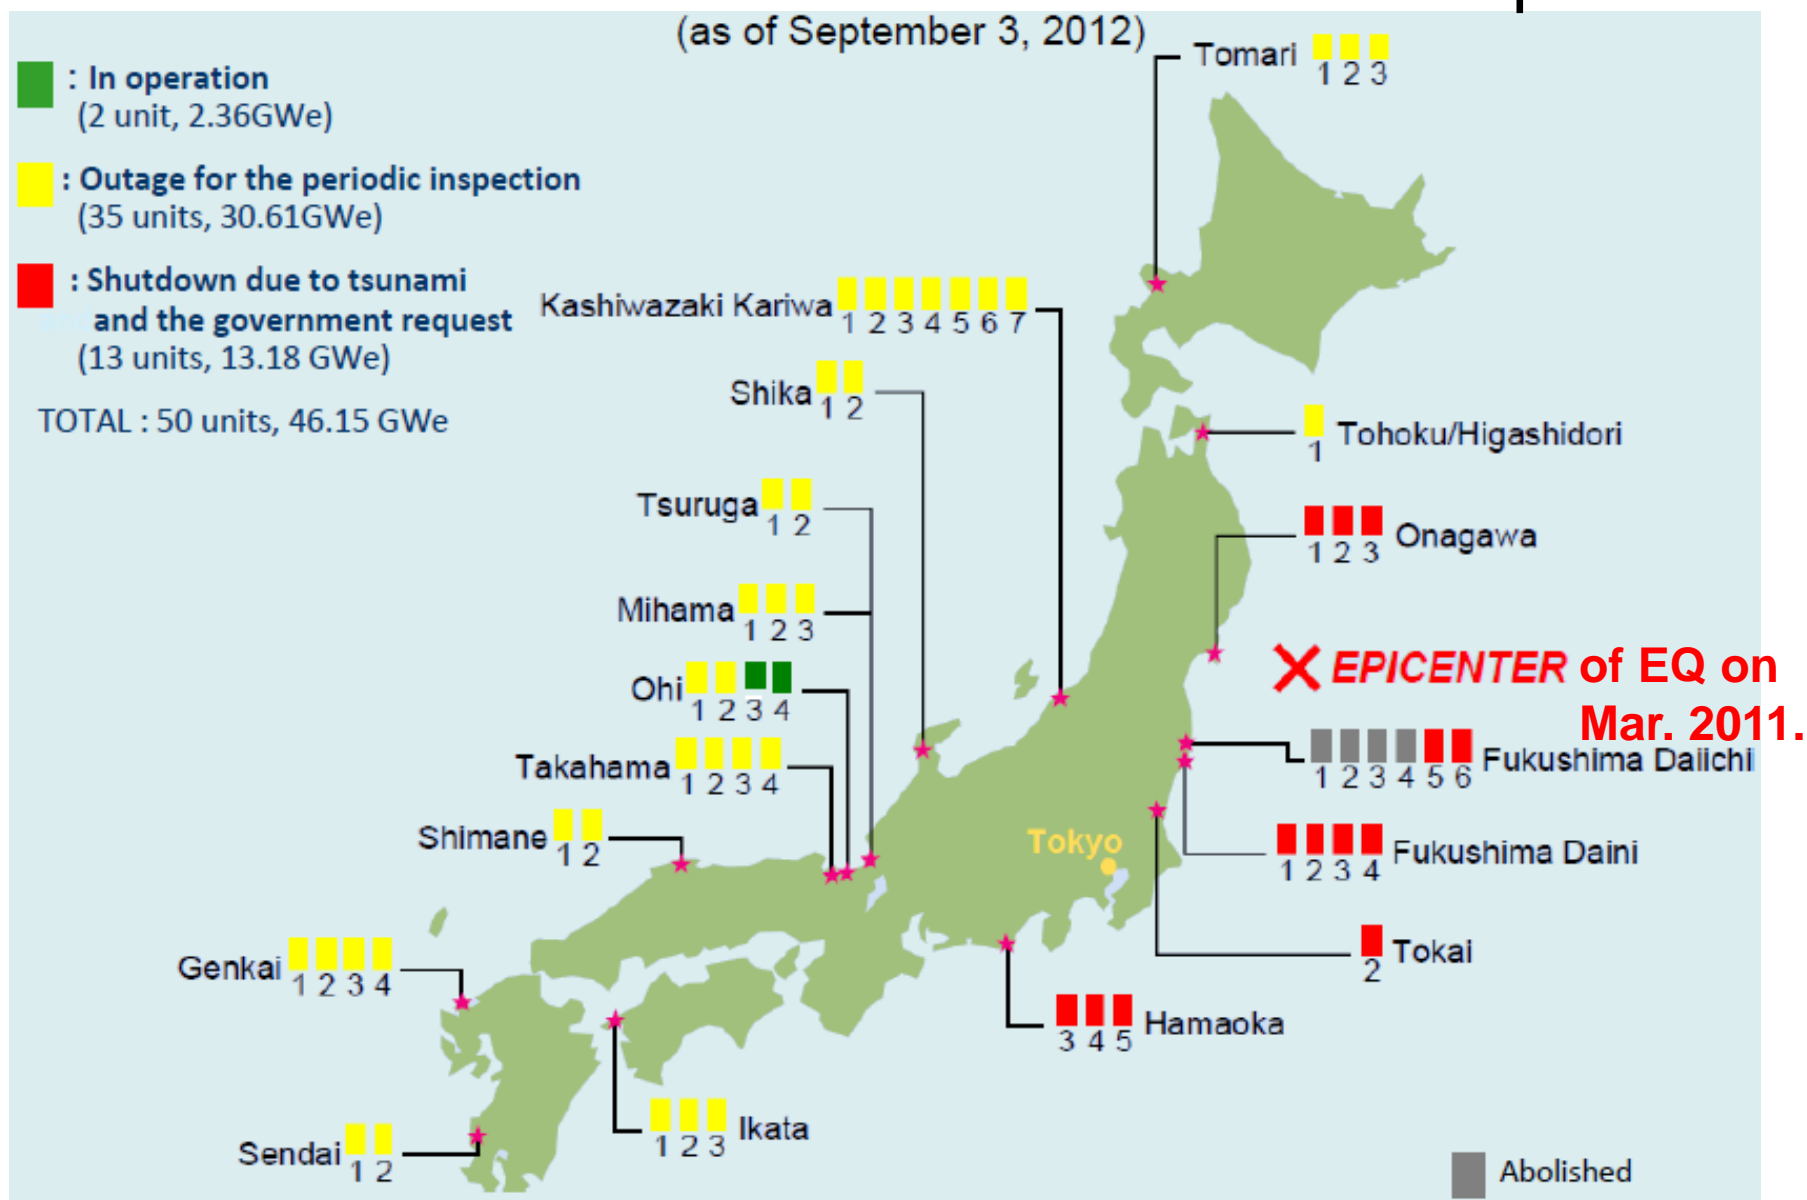 (as of September 3, 2012)
: In operation
(2 unit, 2.36GWe)
: Outage for the periodic inspection
(35 units, 30.61GWe)
: Shutdown due to tsunami
and the government request
(13 units, 13.18 GWe)
TOTAL : 50 units, 46.15 GWe
Tomari
1 2 3
Kashiwazaki Kariwa
1 2 3 4 5 6 7
Shika
1 2
Tohoku/Higashidori
1
Tsuruga
1 2
Onagawa
1 2 3
Mihama
1 2 3
EPICENTER of EQ on
Mar. 2011.
Ohi
1 2 3 4
Fukushima Daiichi
1 2 3 4 5 6
Takahama
1 2 3 4
Shimane
1 2
Tokyo
Fukushima Daini
1 2 3 4
Genkai
1 2 3 4
Tokai
2
Hamaoka
3 4 5
Ikata
1 2 3
Sendai
1 2
Abolished